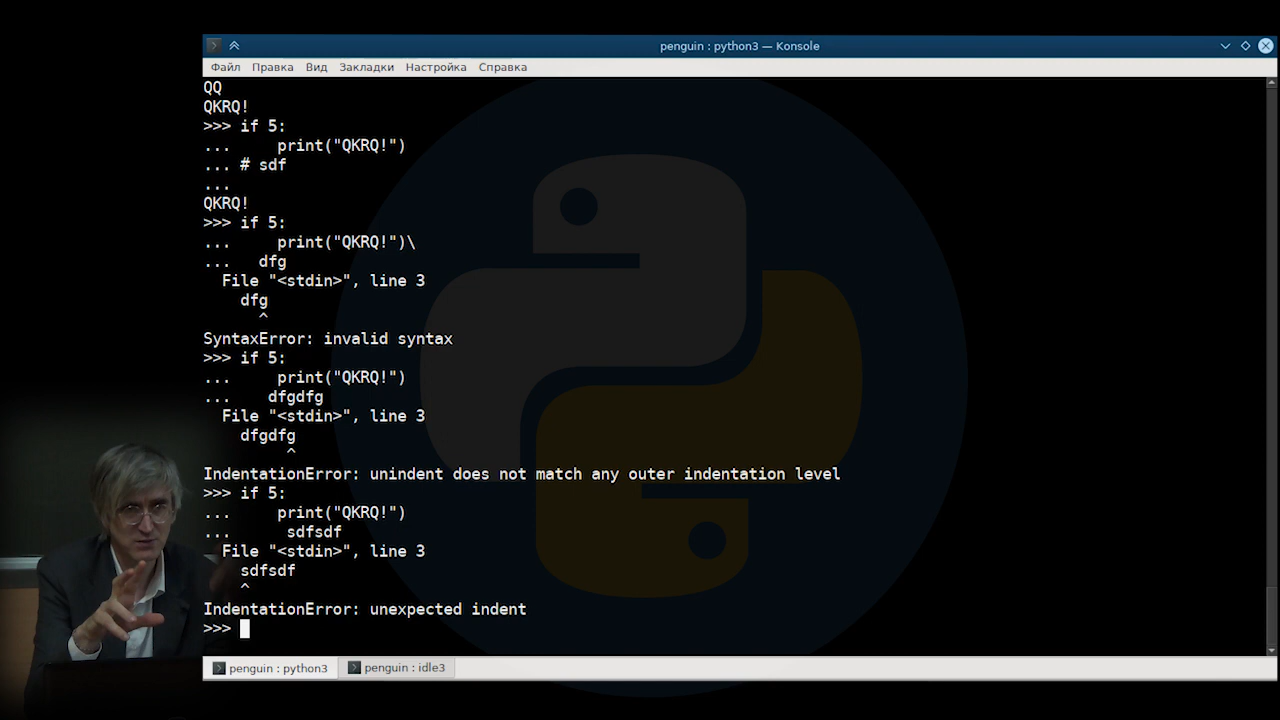 penguin : python3 — Konsole
Файл Правка Вид Закладки Настройка Справка
QQ
QKRQ!
>>> if 5:
...     print("QKRQ!")
... # sdf
...
QKRQ!
>>> if 5:
...     print("QKRQ!")\
...   dfg
  File "<stdin>", line 3
    dfg
      ^
SyntaxError: invalid syntax
>>> if 5:
...     print("QKRQ!")
...    dfgdfg
  File "<stdin>", line 3
    dfgdfg
         ^
IndentationError: unindent does not match any outer indentation level
>>> if 5:
...     print("QKRQ!")
...      sdfsdf
  File "<stdin>", line 3
    sdfsdf
    ^
IndentationError: unexpected indent
>>>
penguin : python3 penguin : idle3